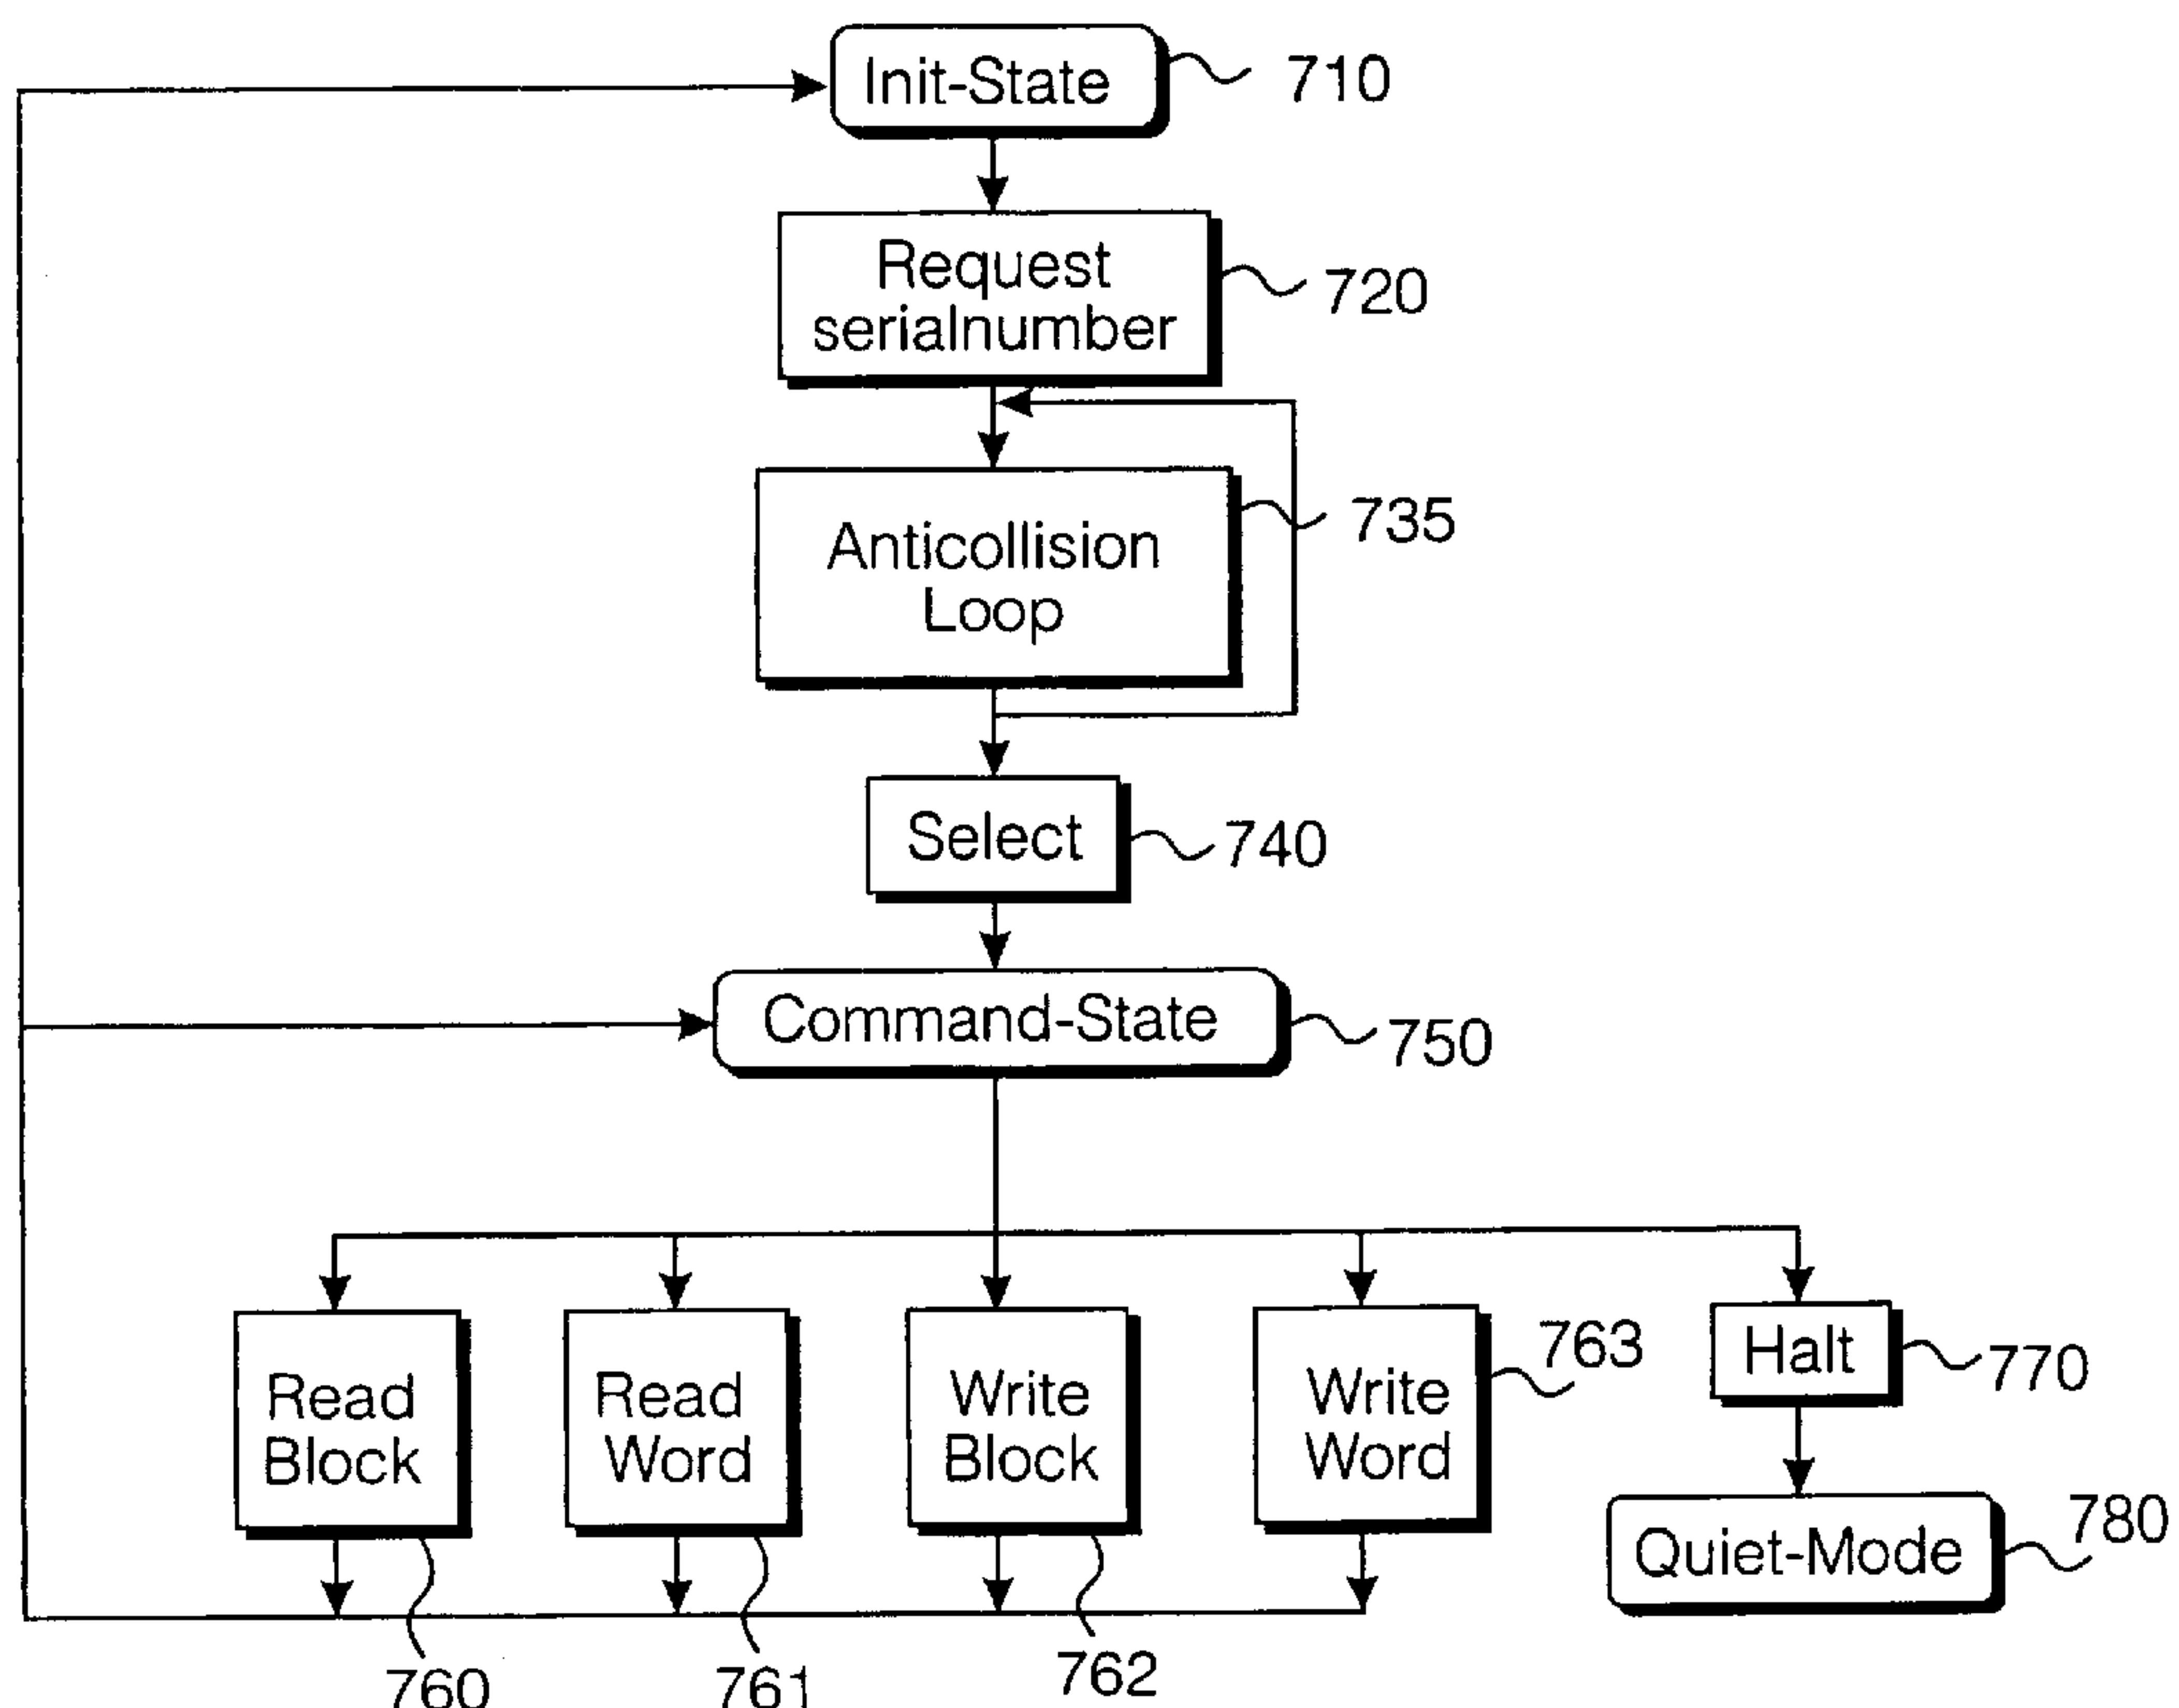 Init-State
710
Request
serialnumber
720
Anticollision
Loop
735
Select
740
Command-State
750
Read
Block
Read
Word
Write
Block
Write
Word
763
Halt
770
Quiet-Mode
780
760
761
762